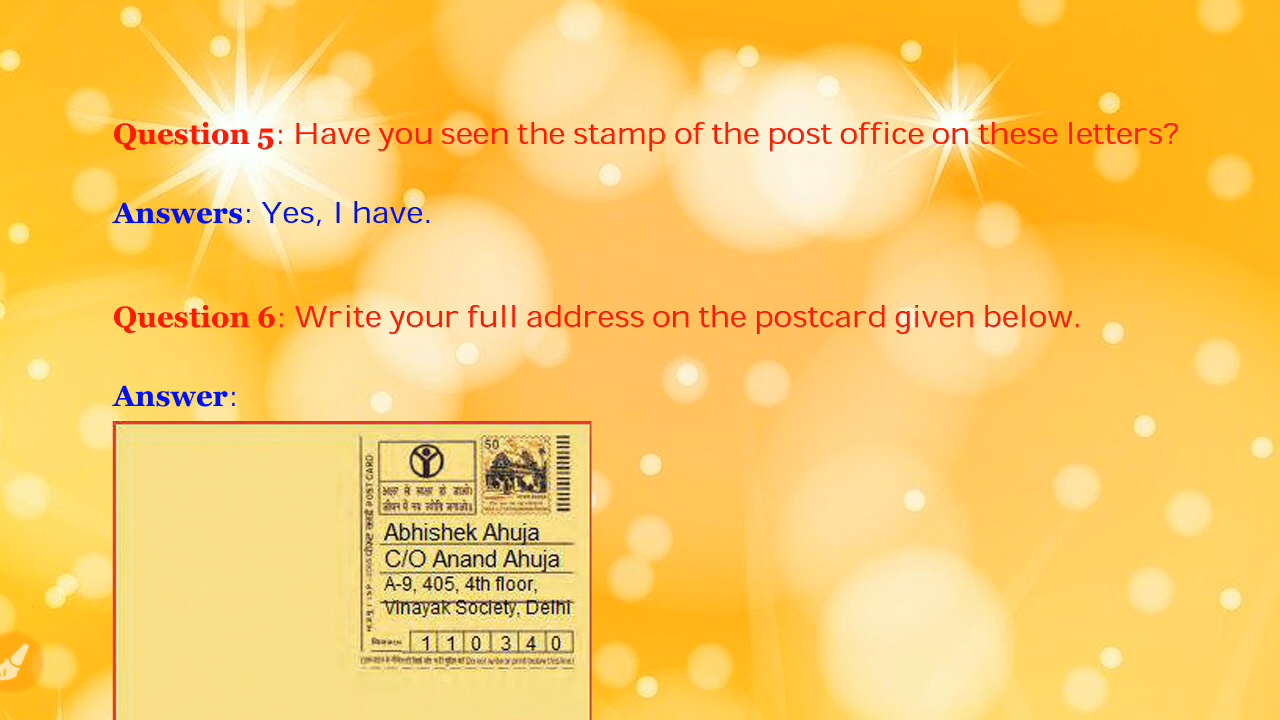 Question 5: Have you seen the stamp of the post office on these letters?
Answers: Yes, I have.
Question 6: Write your full address on the postcard given below.
Answer:
50
POST CARD
Abhishek Ahuja
C/O Anand Ahuja
A-9, 405, 4th floor,
Vinayak Society, Delhi
1 1 0 3 4 0